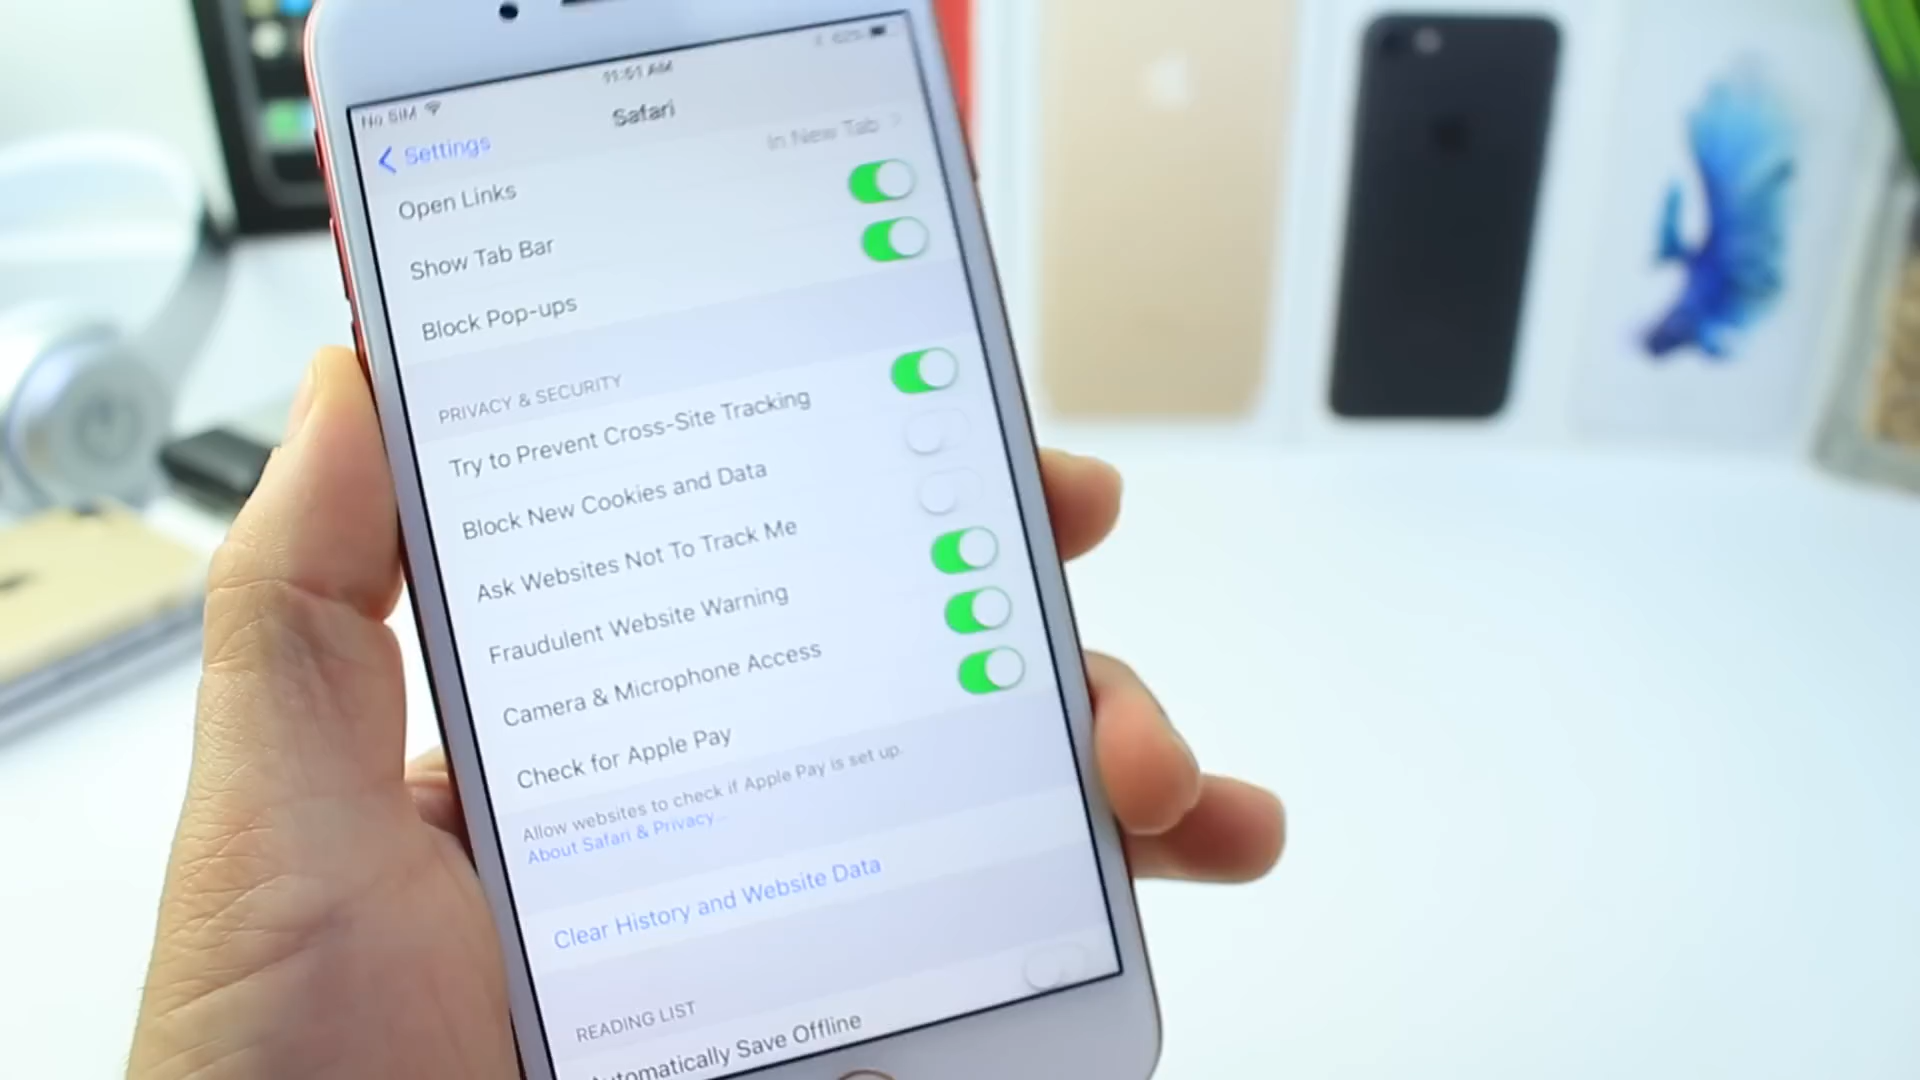 No SIM
11:51 AM
62%
Settings
Safari
Open Links
In New Tab
Show Tab Bar
Block Pop-ups
PRIVACY & SECURITY
Try to Prevent Cross-Site Tracking
Block New Cookies and Data
Ask Websites Not To Track Me
Fraudulent Website Warning
Camera & Microphone Access
Check for Apple Pay
Allow websites to check if Apple Pay is set up.
About Safari & Privacy...
Clear History and Website Data
READING LIST
Automatically Save Offline